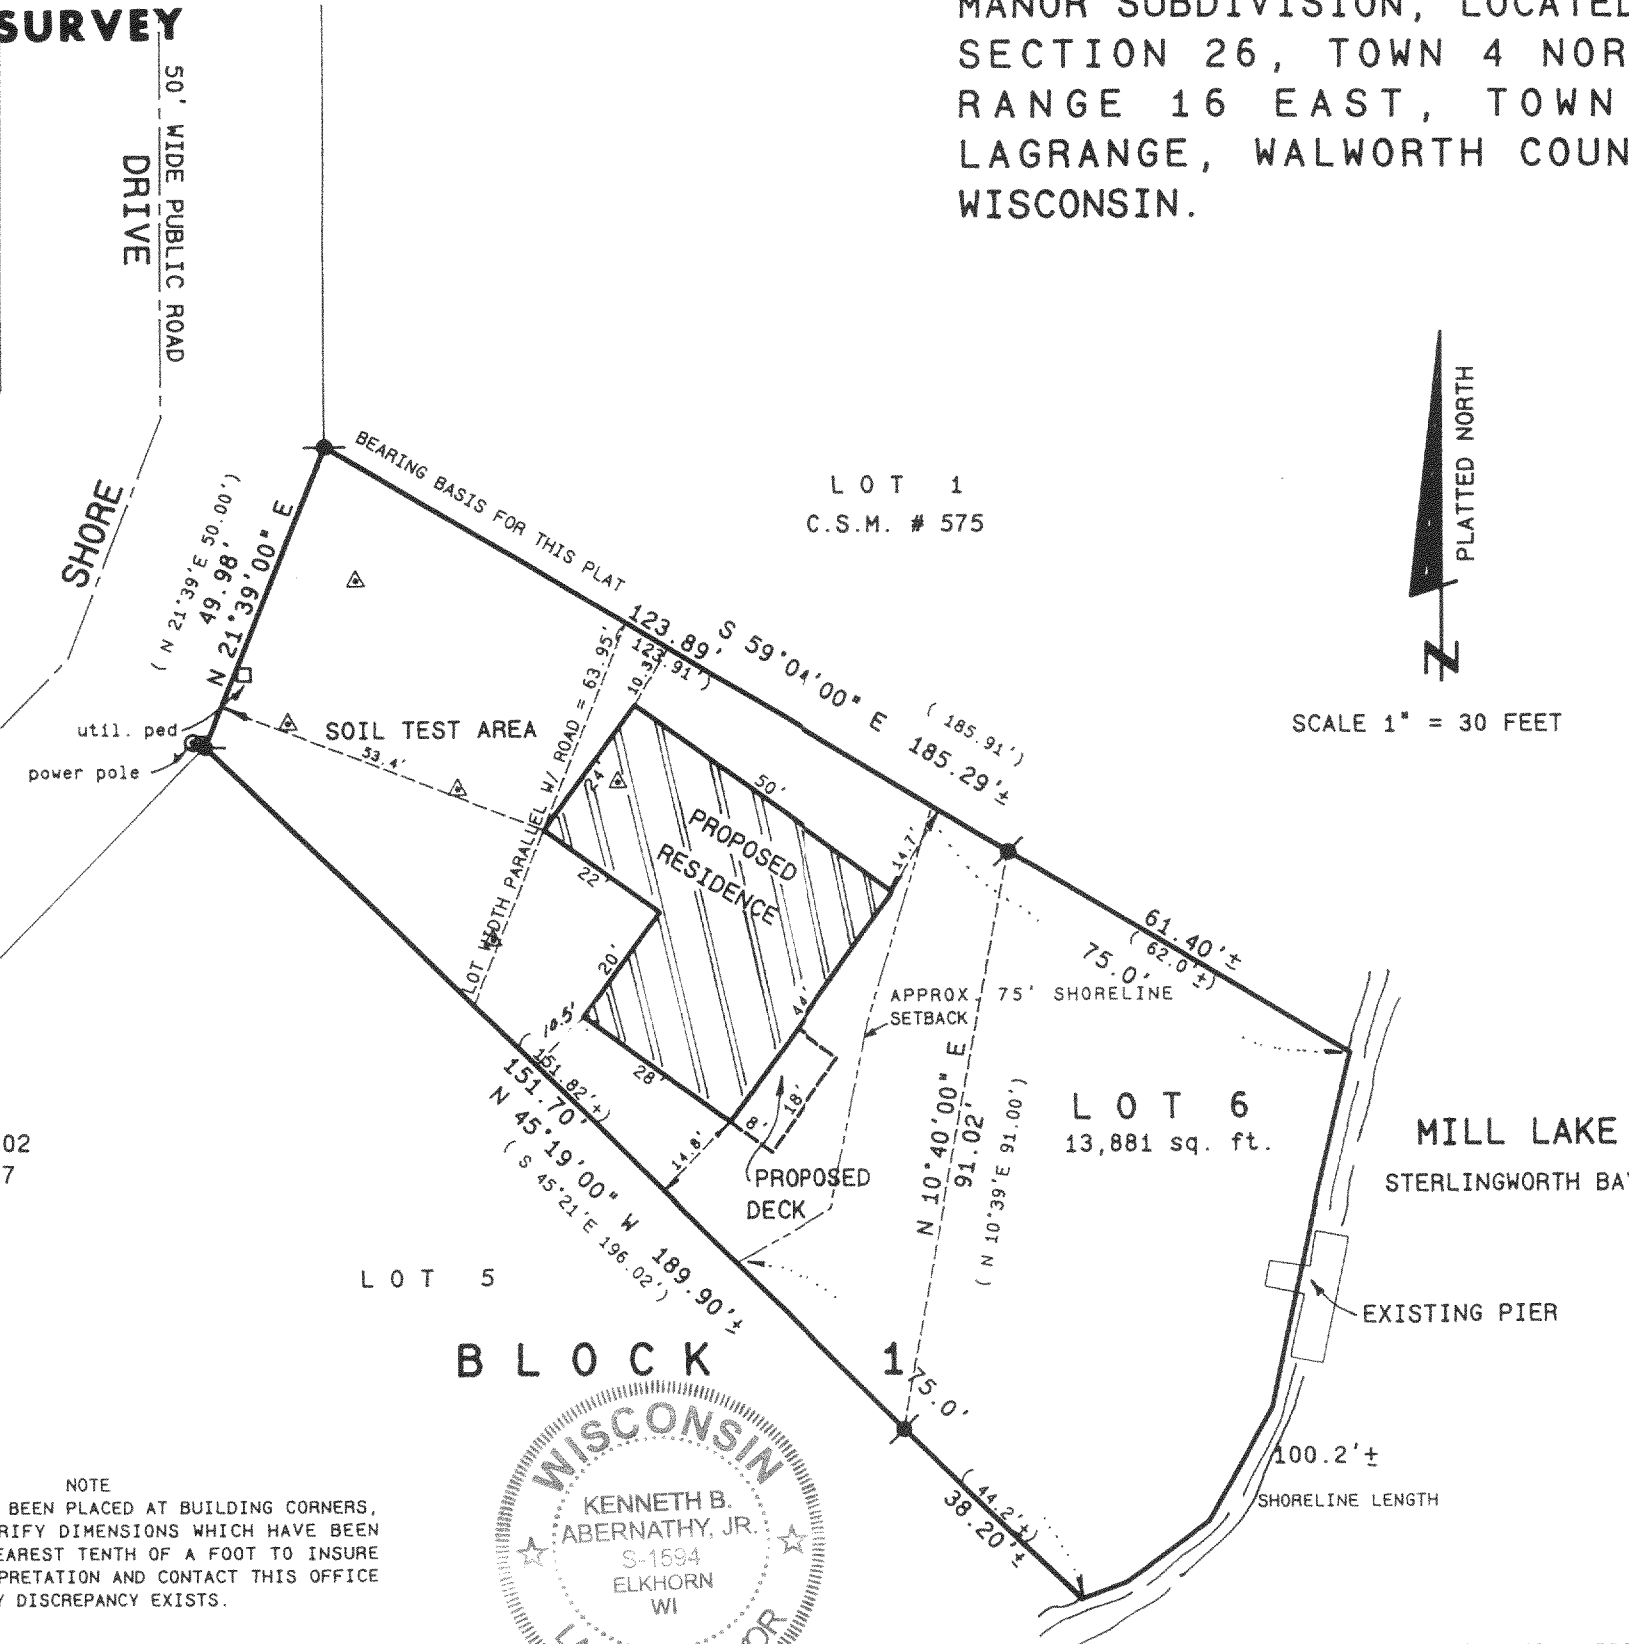 SURVEY
MANOR SUBDIVISION, LOCATED
SECTION 26, TOWN 4 NOR
RANGE 16 EAST, TOWN
LAGRANGE, WALWORTH COUN
WISCONSIN.
50' WIDE PUBLIC ROAD
DRIVE
SHORE
PLATTED NORTH
N
SCALE 1" = 30 FEET
LOT 1
C.S.M. # 575
BEARING BASIS FOR THIS PLAT
123.89'
( 123.91')
S 59°04'00" E 185.29'±
( 185.91')
( N 21°39'E 50.00')
49.98'
N 21°39'00" E
util. ped
power pole
SOIL TEST AREA
53.4'
LOT WIDTH PARALLEL W/ ROAD = 63.95'
10.3'
24'
50'
PROPOSED
RESIDENCE
14.7'
22'
20'
44'
10.5'
28'
8'
18'
14.8'
PROPOSED
DECK
APPROX. 75' SHORELINE
SETBACK
61.40'±
( 62.0'±)
75.0'
N 10°40'00" E
91.02'
( N 10°39'E 91.00')
LOT 6
13,881 sq. ft.
MILL LAKE
STERLINGWORTH BAY
EXISTING PIER
( 151.82'±)
151.70'
N 45°19'00" W 189.90'±
( S 45°21'E 196.02')
02
7
LOT 5
BLOCK 1
75.0'
( 44.2'±)
38.20'±
100.2'±
SHORELINE LENGTH
NOTE
BEEN PLACED AT BUILDING CORNERS,
RIFY DIMENSIONS WHICH HAVE BEEN
EAREST TENTH OF A FOOT TO INSURE
PRETATION AND CONTACT THIS OFFICE
Y DISCREPANCY EXISTS.
WISCONSIN
KENNETH B.
ABERNATHY, JR.
S-1594
ELKHORN
WI